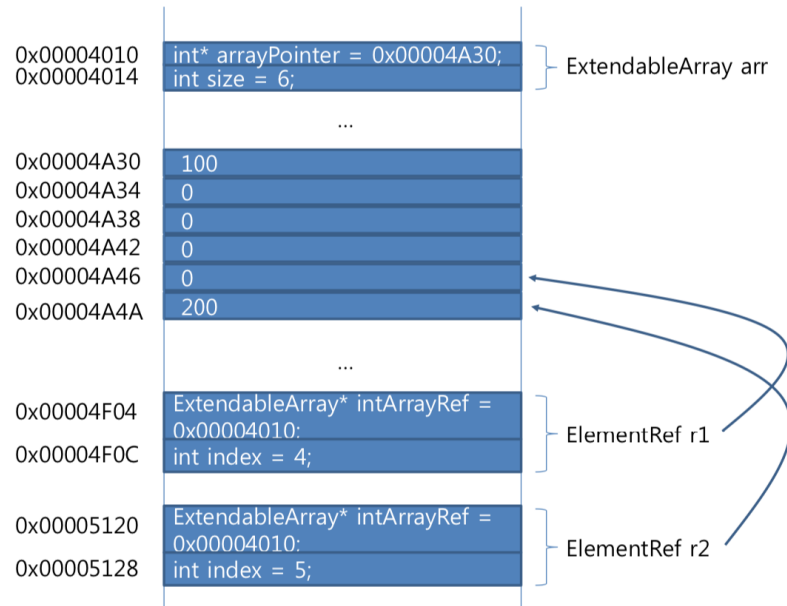 0x00004010 int* arrayPointer = 0x00004A30;
0x00004014 int size = 6;
ExtendableArray arr
...
0x00004A30 100
0x00004A34 0
0x00004A38 0
0x00004A42 0
0x00004A46 0
0x00004A4A 200
...
0x00004F04 ExtendableArray* intArrayRef =
0x00004010;
0x00004F0C int index = 4;
ElementRef r1
0x00005120 ExtendableArray* intArrayRef =
0x00004010;
0x00005128 int index = 5;
ElementRef r2